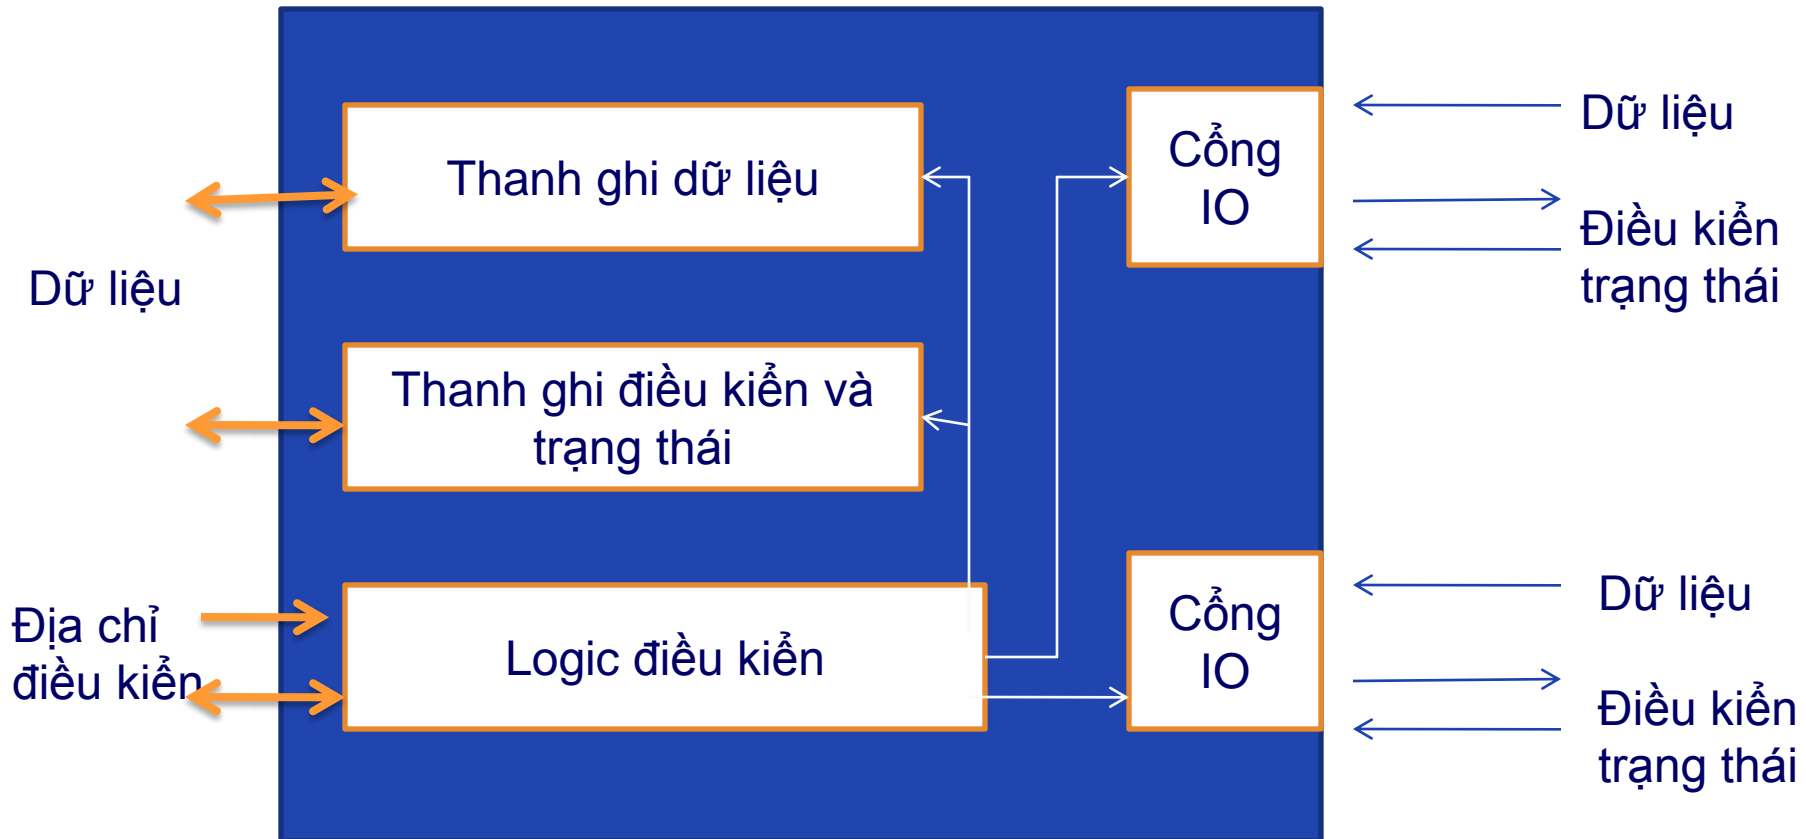 Dữ liệu
Thanh ghi dữ liệu
Thanh ghi điều kiển và
trạng thái
Địa chỉ
điều kiển
Logic điều kiển
Cổng
IO
Dữ liệu
Điều kiển
trạng thái
Cổng
IO
Dữ liệu
Điều kiển
trạng thái